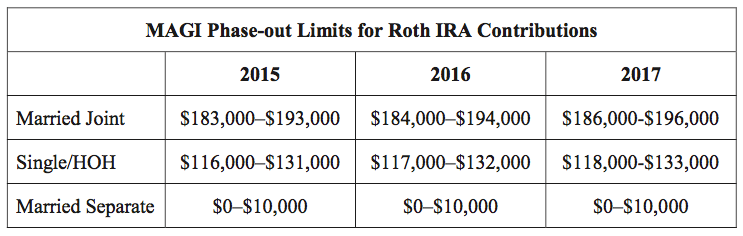 MAGI Phase-out Limits for Roth IRA Contributions
2015 2016 2017
Married Joint $183,000–$193,000 $184,000–$194,000 $186,000-$196,000
Single/HOH $116,000–$131,000 $117,000–$132,000 $118,000-$133,000
Married Separate $0–$10,000 $0–$10,000 $0–$10,000